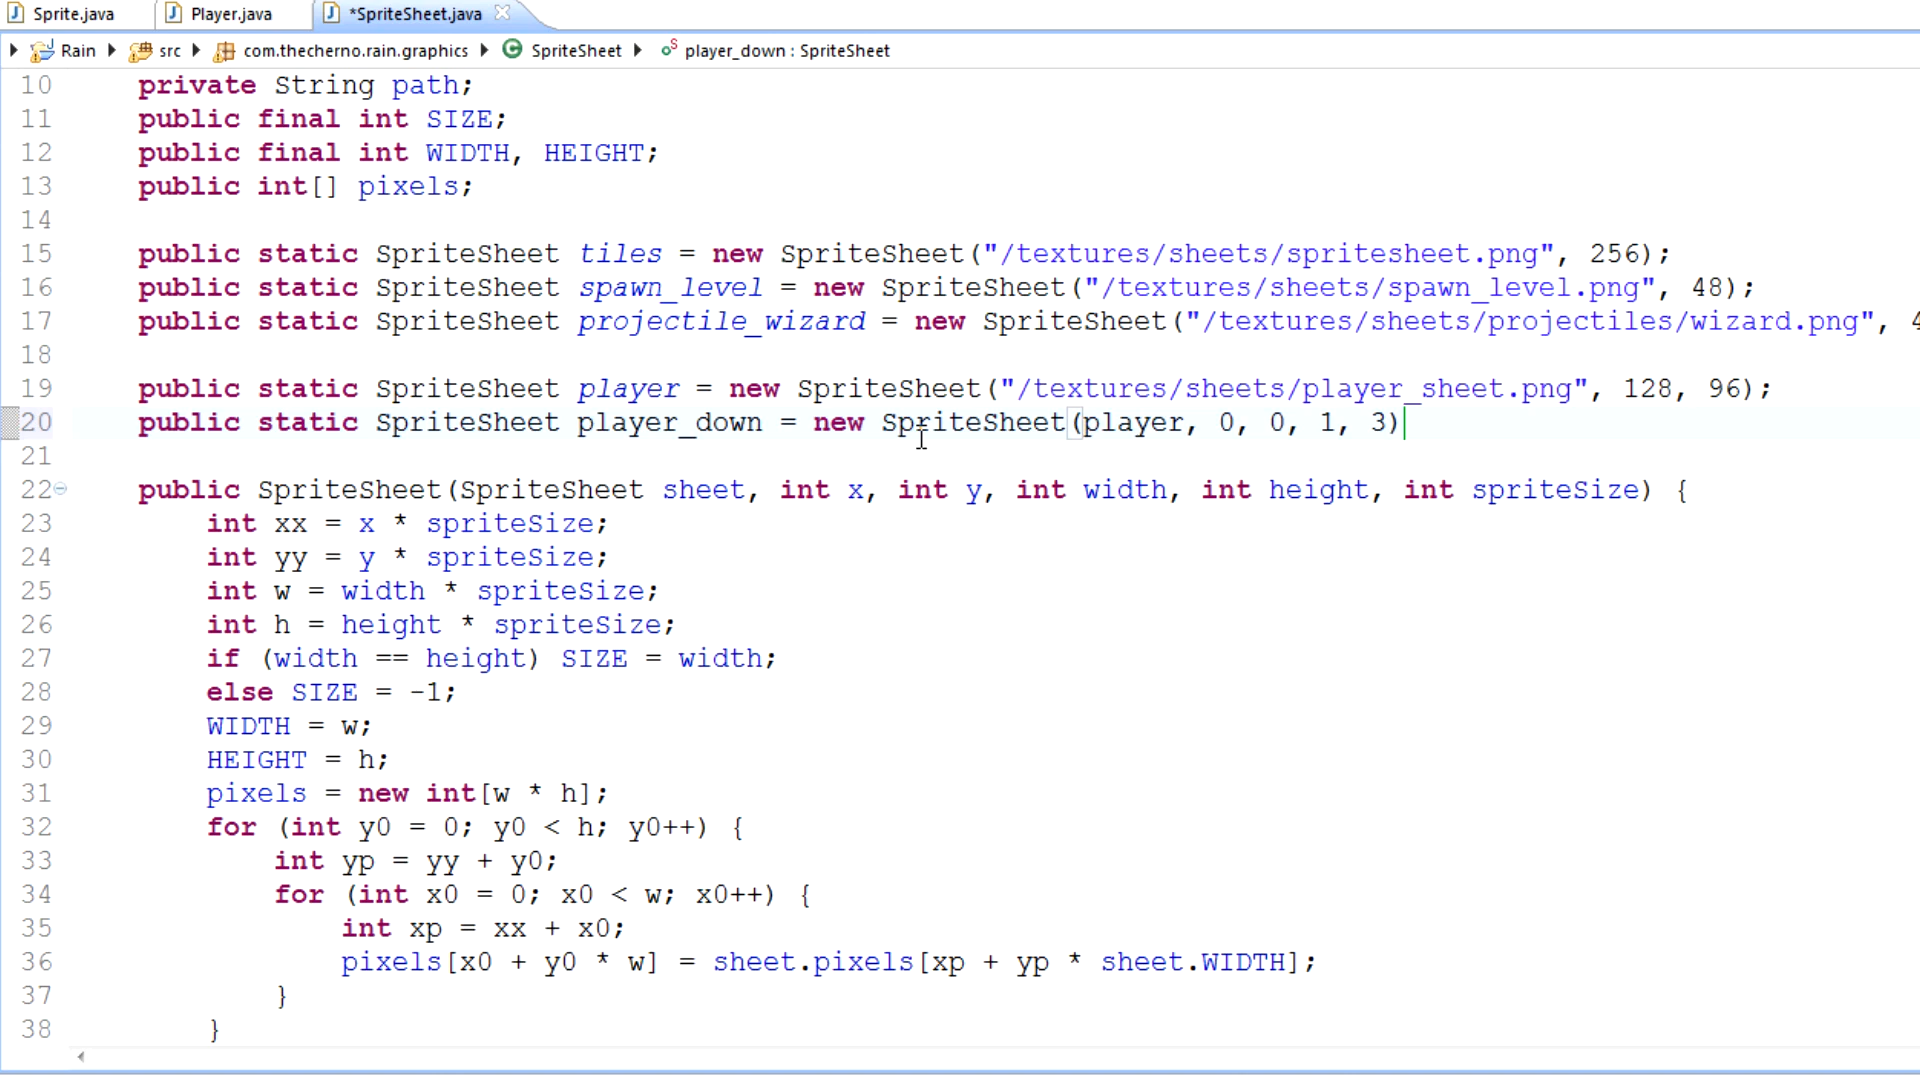 Sprite.java Player.java *SpriteSheet.java
Rain src com.thecherno.rain.graphics SpriteSheet player_down : SpriteSheet
10 private String path;
11 public final int SIZE;
12 public final int WIDTH, HEIGHT;
13 public int[] pixels;
14
15 public static SpriteSheet tiles = new SpriteSheet("/textures/sheets/spritesheet.png", 256);
16 public static SpriteSheet spawn_level = new SpriteSheet("/textures/sheets/spawn_level.png", 48);
17 public static SpriteSheet projectile_wizard = new SpriteSheet("/textures/sheets/projectiles/wizard.png", 4
18
19 public static SpriteSheet player = new SpriteSheet("/textures/sheets/player_sheet.png", 128, 96);
20 public static SpriteSheet player_down = new SpriteSheet(player, 0, 0, 1, 3)
21
22 public SpriteSheet(SpriteSheet sheet, int x, int y, int width, int height, int spriteSize) {
23 int xx = x * spriteSize;
24 int yy = y * spriteSize;
25 int w = width * spriteSize;
26 int h = height * spriteSize;
27 if (width == height) SIZE = width;
28 else SIZE = -1;
29 WIDTH = w;
30 HEIGHT = h;
31 pixels = new int[w * h];
32 for (int y0 = 0; y0 < h; y0++) {
33 int yp = yy + y0;
34 for (int x0 = 0; x0 < w; x0++) {
35 int xp = xx + x0;
36 pixels[x0 + y0 * w] = sheet.pixels[xp + yp * sheet.WIDTH];
37 }
38 }